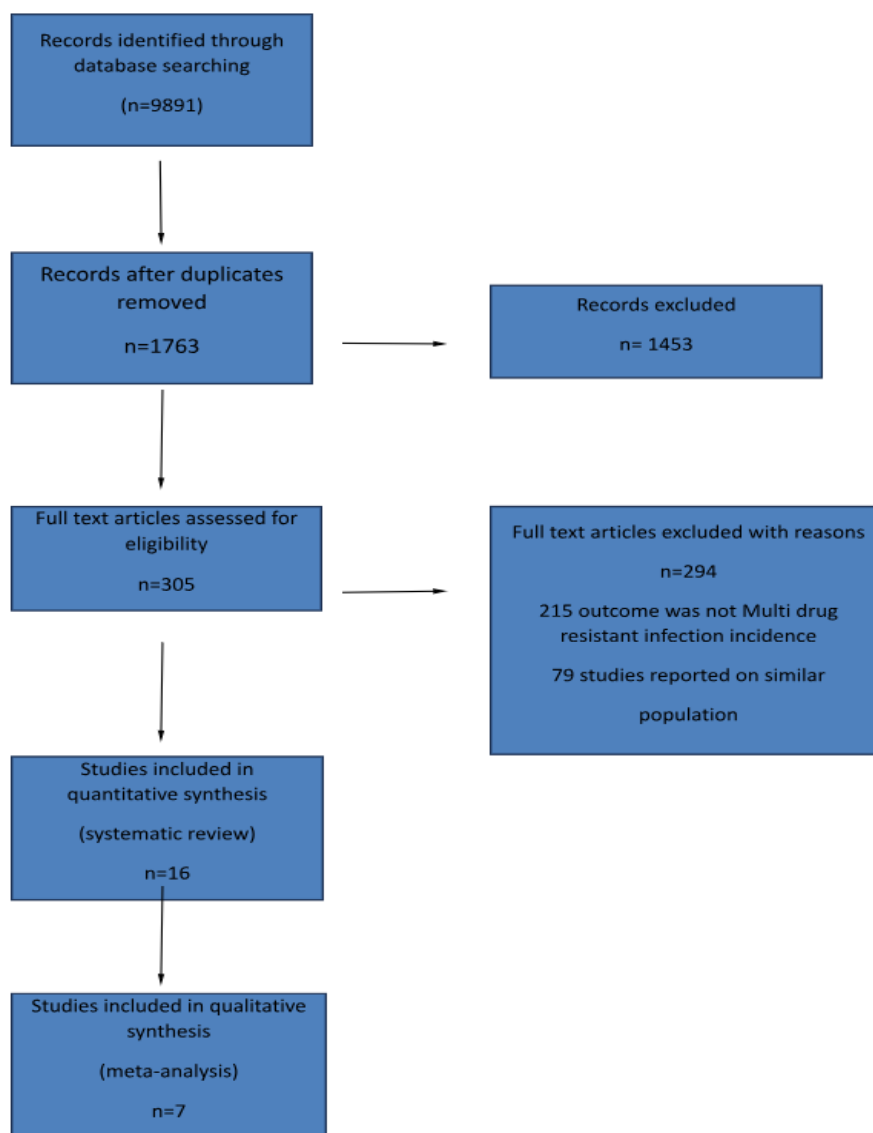 Records identified through
database searching
(n=9891)
Records after duplicates
removed
n=1763
Records excluded
n= 1453
Full text articles assessed for
eligibility
n=305
Full text articles excluded with reasons
n=294
215 outcome was not Multi drug
resistant infection incidence
79 studies reported on similar
population
Studies included in
quantitative synthesis
(systematic review)
n=16
Studies included in qualitative
synthesis
(meta-analysis)
n=7